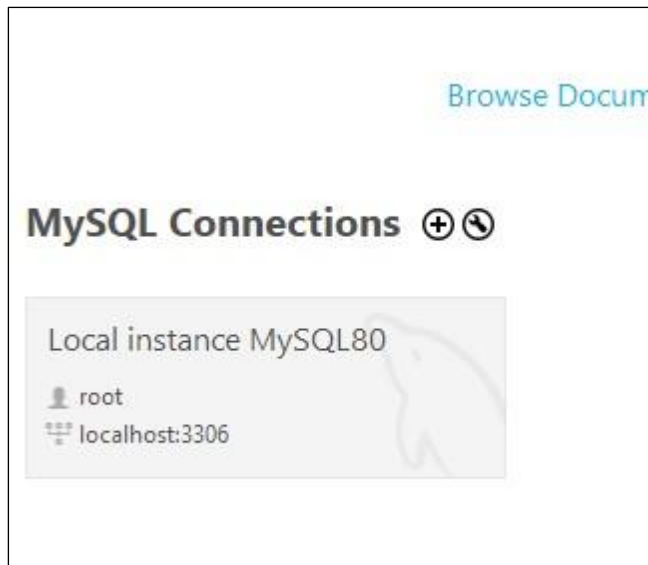 Browse Docum
MySQL Connections
Local instance MySQL80
root
localhost:3306